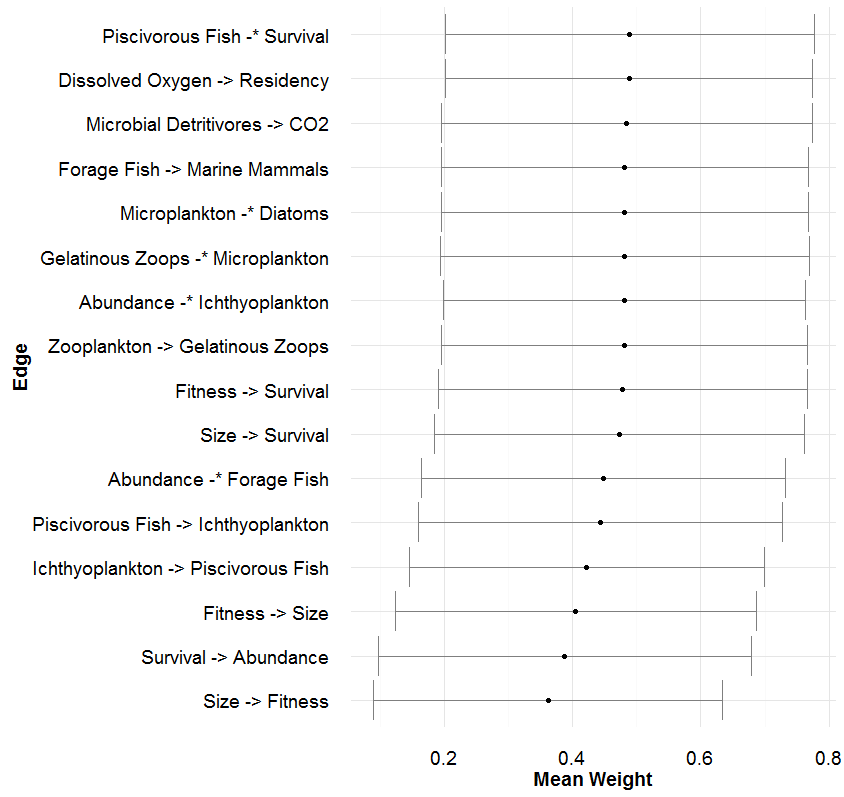 Piscivorous Fish -* Survival
Dissolved Oxygen -> Residency
Microbial Detritivores -> CO2
Forage Fish -> Marine Mammals
Microplankton -* Diatoms
Gelatinous Zoops -* Microplankton
Abundance -* Ichthyoplankton
Zooplankton -> Gelatinous Zoops
Fitness -> Survival
Size -> Survival
Abundance -* Forage Fish
Piscivorous Fish -> Ichthyoplankton
Ichthyoplankton -> Piscivorous Fish
Fitness -> Size
Survival -> Abundance
Size -> Fitness
Edge
0.2 0.4 0.6 0.8
Mean Weight